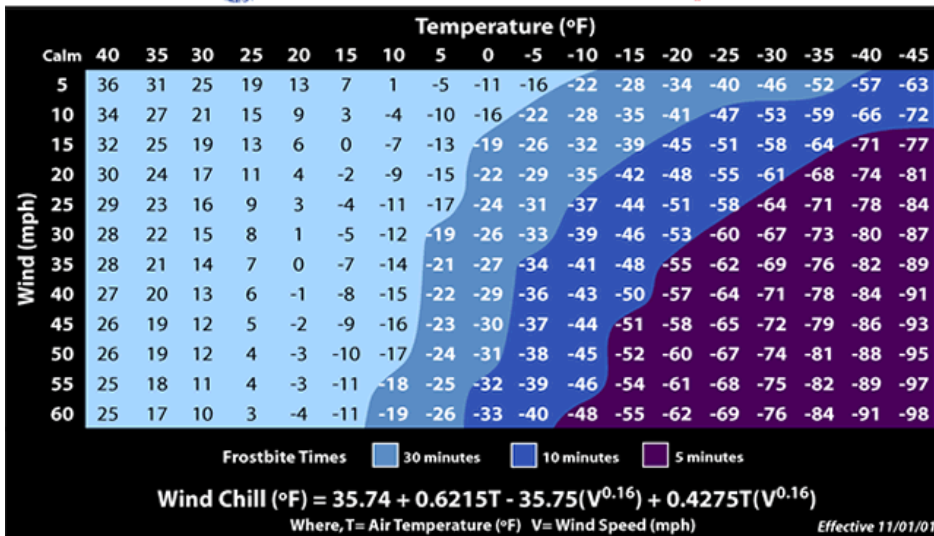 Temperature (ºF)
Calm 40 35 30 25 20 15 10 5 0 -5 -10 -15 -20 -25 -30 -35 -40 -45
5 36 31 25 19 13 7 1 -5 -11 -16 -22 -28 -34 -40 -46 -52 -57 -63
10 34 27 21 15 9 3 -4 -10 -16 -22 -28 -35 -41 -47 -53 -59 -66 -72
15 32 25 19 13 6 0 -7 -13 -19 -26 -32 -39 -45 -51 -58 -64 -71 -77
20 30 24 17 11 4 -2 -9 -15 -22 -29 -35 -42 -48 -55 -61 -68 -74 -81
25 29 23 16 9 3 -4 -11 -17 -24 -31 -37 -44 -51 -58 -64 -71 -78 -84
30 28 22 15 8 1 -5 -12 -19 -26 -33 -39 -46 -53 -60 -67 -73 -80 -87
35 28 21 14 7 0 -7 -14 -21 -27 -34 -41 -48 -55 -62 -69 -76 -82 -89
40 27 20 13 6 -1 -8 -15 -22 -29 -36 -43 -50 -57 -64 -71 -78 -84 -91
45 26 19 12 5 -2 -9 -16 -23 -30 -37 -44 -51 -58 -65 -72 -79 -86 -93
50 26 19 12 4 -3 -10 -17 -24 -31 -38 -45 -52 -60 -67 -74 -81 -88 -95
55 25 18 11 4 -3 -11 -18 -25 -32 -39 -46 -54 -61 -68 -75 -82 -89 -97
60 25 17 10 3 -4 -11 -19 -26 -33 -40 -48 -55 -62 -69 -76 -84 -91 -98
Wind (mph)
Frostbite Times 30 minutes 10 minutes 5 minutes
Wind Chill (ºF) = 35.74 + 0.6215T - 35.75(V0.16) + 0.4275T(V0.16)
Where, T= Air Temperature (ºF) V= Wind Speed (mph) Effective 11/01/01